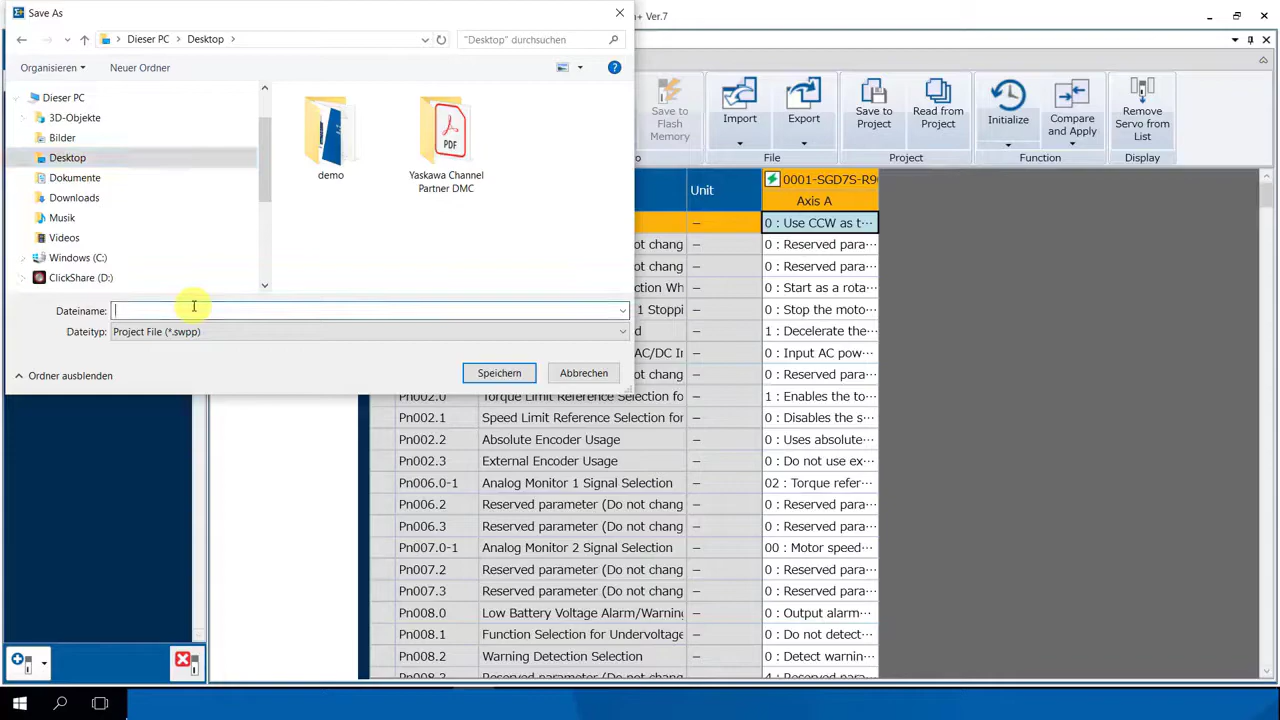 Save As
n+ Ver.7
Dieser PC > Desktop >
"Desktop" durchsuchen
Organisieren
Neuer Ordner
Dieser PC
3D-Objekte
Bilder
Desktop
Dokumente
Downloads
Musik
Videos
Windows (C:)
ClickShare (D:)
demo
Yaskawa Channel
Partner DMC
Dateiname:
Dateityp: Project File (*.swpp)
Ordner ausblenden
Speichern
Abbrechen
Save to
Flash
Memory
Import
Export
File
Save to
Project
Read from
Project
Project
Initialize
Compare
and Apply
Function
Remove
Servo from
List
Display
Unit
0001-SGD7S-R9
Axis A
– 0 : Use CCW as t···
ot chang – 0 : Reserved para···
ot chang – 0 : Reserved para···
ction Wh – 0 : Start as a rota···
1 Stoppi – 0 : Stop the moto···
d – 1 : Decelerate the···
AC/DC In – 0 : Input AC pow···
ot chang – 0 : Reserved para···
Pn002.0 Torque Limit Reference Selection fo – 1 : Enables the to···
Pn002.1 Speed Limit Reference Selection for – 0 : Disables the s···
Pn002.2 Absolute Encoder Usage – 0 : Uses absolute···
Pn002.3 External Encoder Usage – 0 : Do not use ex···
Pn006.0-1 Analog Monitor 1 Signal Selection – 02 : Torque refer···
Pn006.2 Reserved parameter (Do not chang – 0 : Reserved para···
Pn006.3 Reserved parameter (Do not chang – 0 : Reserved para···
Pn007.0-1 Analog Monitor 2 Signal Selection – 00 : Motor speed···
Pn007.2 Reserved parameter (Do not chang – 0 : Reserved para···
Pn007.3 Reserved parameter (Do not chang – 0 : Reserved para···
Pn008.0 Low Battery Voltage Alarm/Warning – 0 : Output alarm···
Pn008.1 Function Selection for Undervoltage – 0 : Do not detect···
Pn008.2 Warning Detection Selection – 0 : Detect warnin···